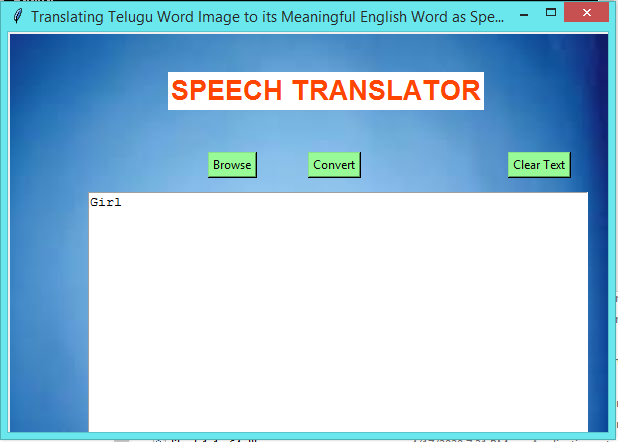 Translating Telugu Word Image to its Meaningful English Word as Spe...
SPEECH TRANSLATOR
Browse
Convert
Clear Text
Girl